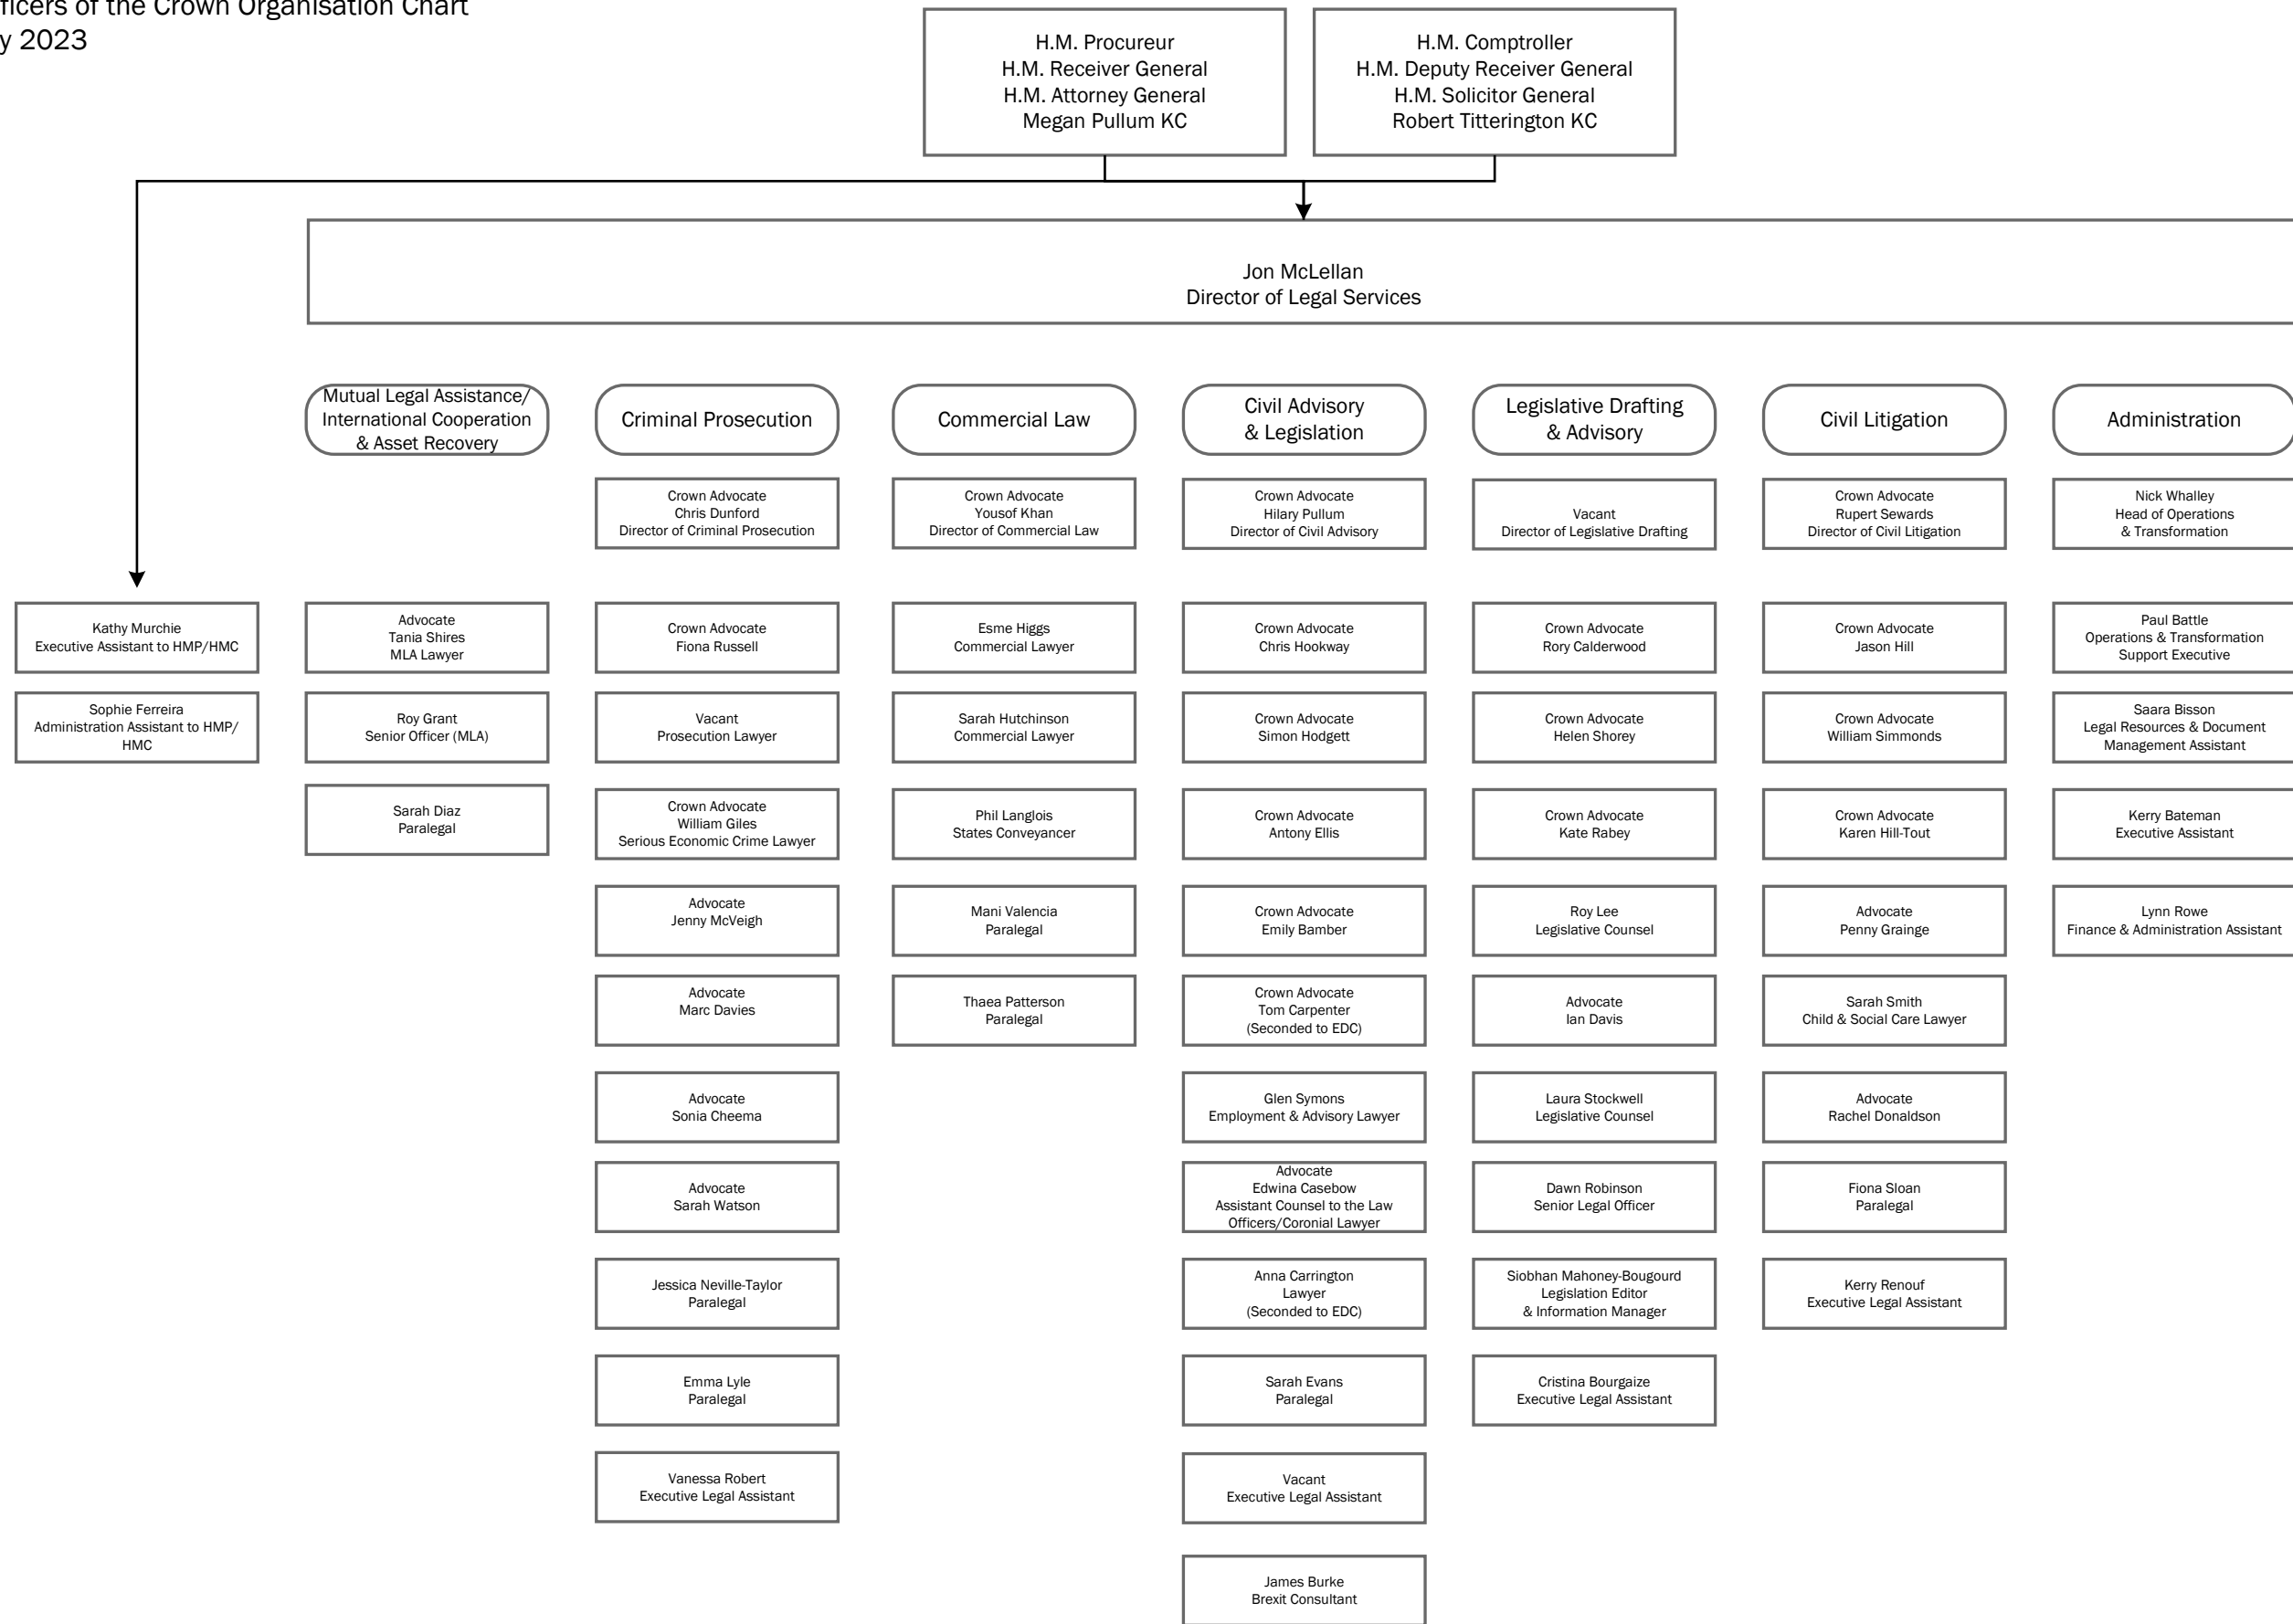 ficers of the Crown Organisation Chart
y 2023
H.M. Procureur
H.M. Receiver General
H.M. Attorney General
Megan Pullum KC
H.M. Comptroller
H.M. Deputy Receiver General
H.M. Solicitor General
Robert Titterington KC
Jon McLellan
Director of Legal Services
Kathy Murchie
Executive Assistant to HMP/HMC
Sophie Ferreira
Administration Assistant to HMP/
HMC
Mutual Legal Assistance/
International Cooperation
& Asset Recovery
Advocate
Tania Shires
MLA Lawyer
Roy Grant
Senior Officer (MLA)
Sarah Diaz
Paralegal
Criminal Prosecution
Crown Advocate
Chris Dunford
Director of Criminal Prosecution
Crown Advocate
Fiona Russell
Vacant
Prosecution Lawyer
Crown Advocate
William Giles
Serious Economic Crime Lawyer
Advocate
Jenny McVeigh
Advocate
Marc Davies
Advocate
Sonia Cheema
Advocate
Sarah Watson
Jessica Neville-Taylor
Paralegal
Emma Lyle
Paralegal
Vanessa Robert
Executive Legal Assistant
Commercial Law
Crown Advocate
Yousof Khan
Director of Commercial Law
Esme Higgs
Commercial Lawyer
Sarah Hutchinson
Commercial Lawyer
Phil Langlois
States Conveyancer
Mani Valencia
Paralegal
Thaea Patterson
Paralegal
Civil Advisory
& Legislation
Crown Advocate
Hilary Pullum
Director of Civil Advisory
Crown Advocate
Chris Hookway
Crown Advocate
Simon Hodgett
Crown Advocate
Antony Ellis
Crown Advocate
Emily Bamber
Crown Advocate
Tom Carpenter
(Seconded to EDC)
Glen Symons
Employment & Advisory Lawyer
Advocate
Edwina Casebow
Assistant Counsel to the Law
Officers/Coronial Lawyer
Anna Carrington
Lawyer
(Seconded to EDC)
Sarah Evans
Paralegal
Vacant
Executive Legal Assistant
James Burke
Brexit Consultant
Legislative Drafting
& Advisory
Vacant
Director of Legislative Drafting
Crown Advocate
Rory Calderwood
Crown Advocate
Helen Shorey
Crown Advocate
Kate Rabey
Roy Lee
Legislative Counsel
Advocate
Ian Davis
Laura Stockwell
Legislative Counsel
Dawn Robinson
Senior Legal Officer
Siobhan Mahoney-Bougourd
Legislation Editor
& Information Manager
Cristina Bourgaize
Executive Legal Assistant
Civil Litigation
Crown Advocate
Rupert Sewards
Director of Civil Litigation
Crown Advocate
Jason Hill
Crown Advocate
William Simmonds
Crown Advocate
Karen Hill-Tout
Advocate
Penny Grainge
Sarah Smith
Child & Social Care Lawyer
Advocate
Rachel Donaldson
Fiona Sloan
Paralegal
Kerry Renouf
Executive Legal Assistant
Administration
Nick Whalley
Head of Operations
& Transformation
Paul Battle
Operations & Transformation
Support Executive
Saara Bisson
Legal Resources & Document
Management Assistant
Kerry Bateman
Executive Assistant
Lynn Rowe
Finance & Administration Assistant